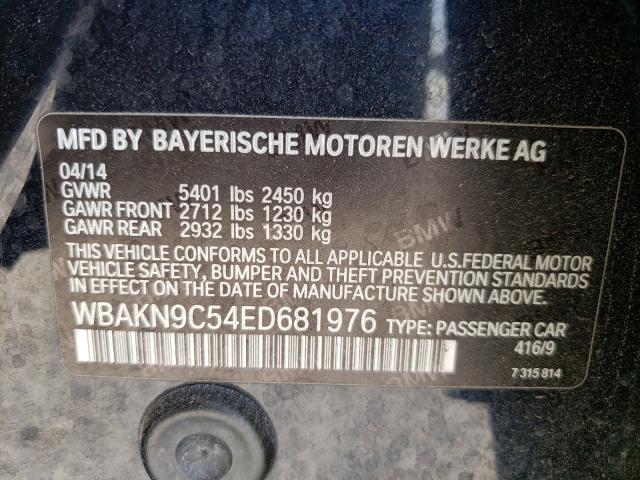 MFD BY BAYERISCHE MOTOREN WERKE AG
04/14
GVWR 5401 lbs 2450 kg
GAWR FRONT 2712 lbs 1230 kg
GAWR REAR 2932 lbs 1330 kg
THIS VEHICLE CONFORMS TO ALL APPLICABLE U.S.FEDERAL MOTOR
VEHICLE SAFETY, BUMPER AND THEFT PREVENTION STANDARDS
IN EFFECT ON THE DATE OF MANUFACTURE SHOWN ABOVE.
WBAKN9C54ED681976 TYPE: PASSENGER CAR
416/9
7 315 814